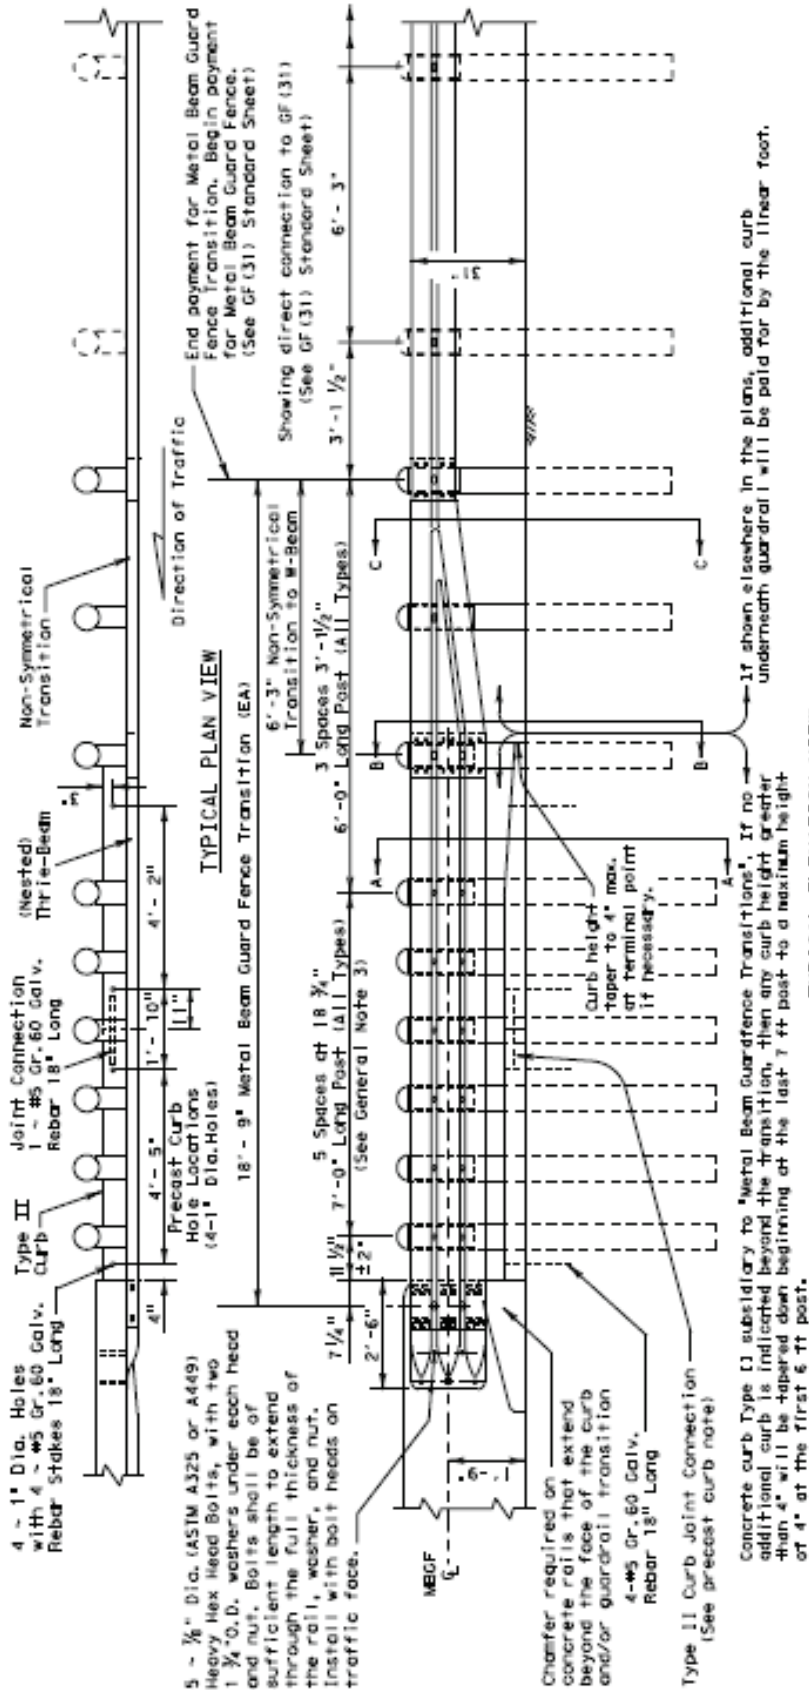 4 ~ 1" Dia. Holes
with 4 ~ #5 Gr.60 Galv.
Rebar Stakes 18" Long
Type II
Curb
Joint Connection
1 ~ #5 Gr.60 Galv.
Rebar 18" Long
(Nested)
Thrie-Beam
Non-Symmetrical
Transition
4"
4' - 5"
1' - 10"
11"
4' - 2"
Precast Curb
Hole Locations
(4-1" Dia.Holes)
Direction of Traffic
TYPICAL PLAN VIEW
End payment for Metal Beam Guard
Fence Transition. Begin payment
for Metal Beam Guard Fence.
(See GF(31) Standard Sheet)
Showing direct connection to GF(31)
(See GF(31) Standard Sheet)
5 ~ ⅞" Dia. (ASTM A325 or A449)
Heavy Hex Head Bolts, with two
1 ¾"O.D. washers under each head
and nut. Bolts shall be of
sufficient length to extend
through the full thickness of
the rail, washer, and nut.
Install with bolt heads on
traffic face.
18' - 9" Metal Beam Guard Fence Transition (EA)
6'-3" Non-Symmetrical
Transition to W-Beam
7 ¼"
2'-6"
11 ½"
±2"
5 Spaces at 18 ¾"
7'-0" Long Post (All Types)
(See General Note 3)
3 Spaces 3'-1½"
6'-0" Long Post (All Types)
3'-1 ½"
6'- 3"
31"
MBGF
1'-9"
A
A
B
B
C
C
Curb height
taper to 4" max.
at terminal point
if necessary.
Chamfer required on
concrete rails that extend
beyond the face of the curb
and/or guardrail transition
4-#5 Gr.60 Galv.
Rebar 18" Long
Type II Curb Joint Connection
(See precast curb note)
If shown elsewhere in the plans, additional curb
underneath guardrail will be paid for by the linear foot.
Concrete curb Type II subsidiary to "Metal Beam Guardfence Transitions". If no
additional curb is indicated beyond the transition, then any curb height greater
than 4" will be tapered down beginning at the last 7 ft post to a maximum height
of 4" at the first 6 ft post.